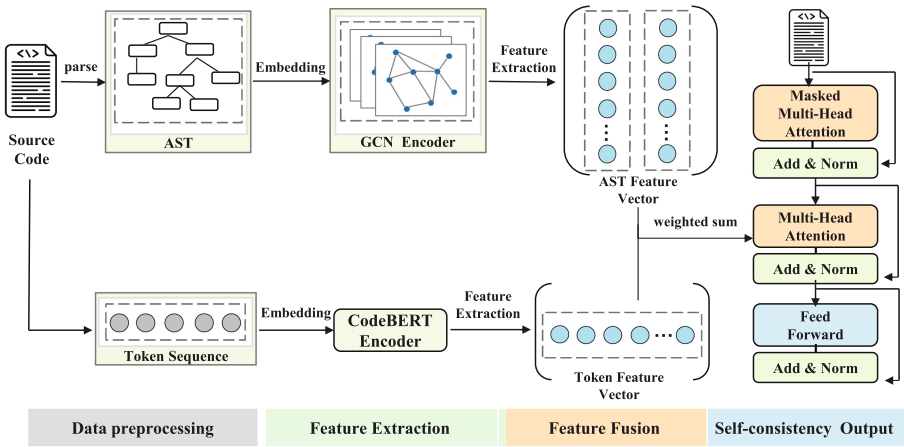 Source
Code
parse
AST
Embedding
GCN Encoder
Feature
Extraction
AST Feature
Vector
weighted sum
Token Sequence
Embedding
CodeBERT
Encoder
Feature
Extraction
Token Feature
Vector
Masked
Multi-Head
Attention
Add & Norm
Multi-Head
Attention
Add & Norm
Feed
Forward
Add & Norm
Data preprocessing
Feature Extraction
Feature Fusion
Self-consistency Output